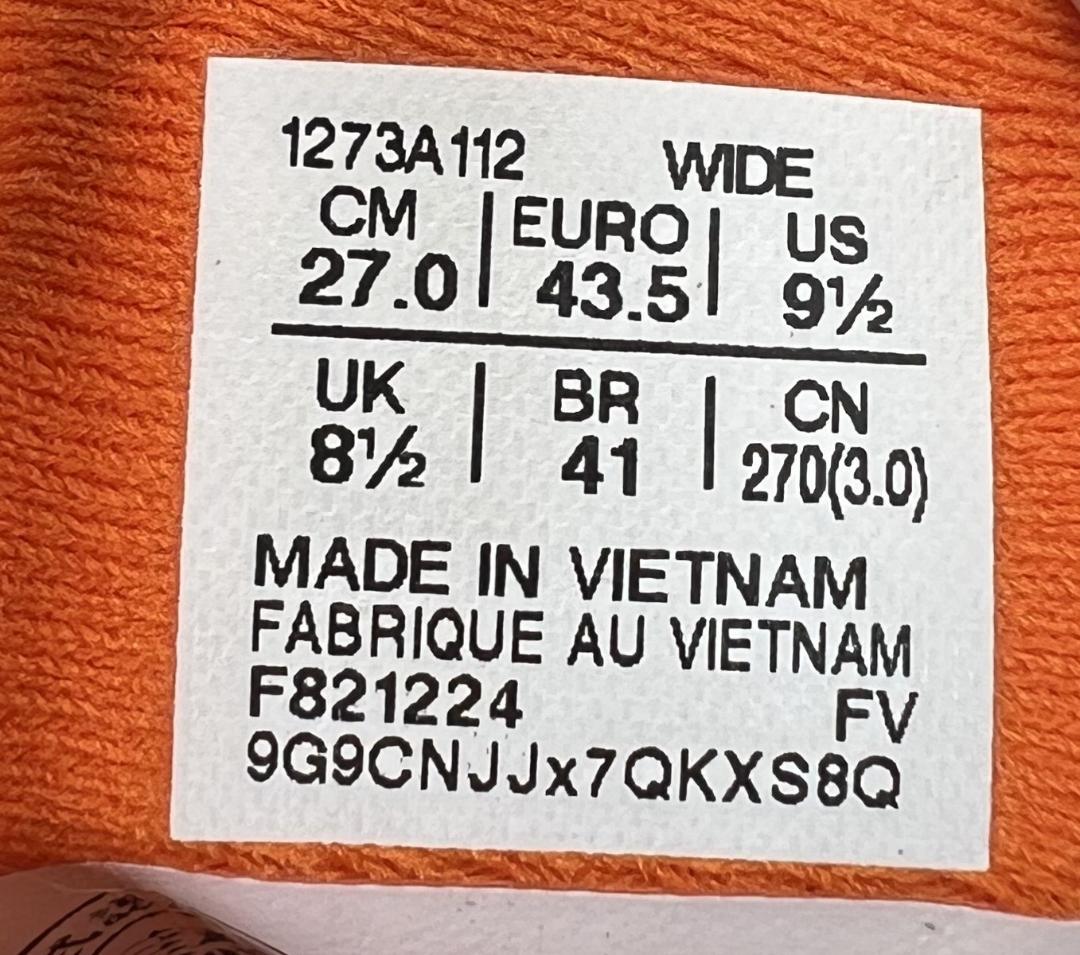 1273A112 WIDE
CM | EURO | US
27.0 | 43.5 | 9½
UK | BR | CN
8½ | 41 | 270(3.0)
MADE IN VIETNAM
FABRIQUE AU VIETNAM
F821224 FV
9G9CNJJx7QKXS8Q